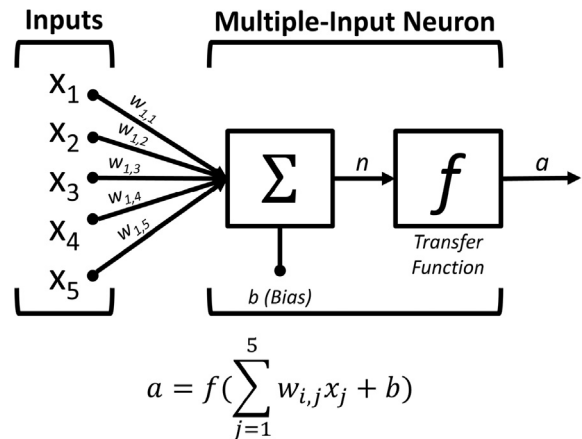 Inputs
Multiple-Input Neuron
x₁
x₂
x₃
x₄
x₅
w₁,₁
w₁,₂
w₁,₃
w₁,₄
w₁,₅
Σ
n
f
a
Transfer
Function
b (Bias)
a = f(∑_{j=1}^{5} w_{i,j}x_j + b)